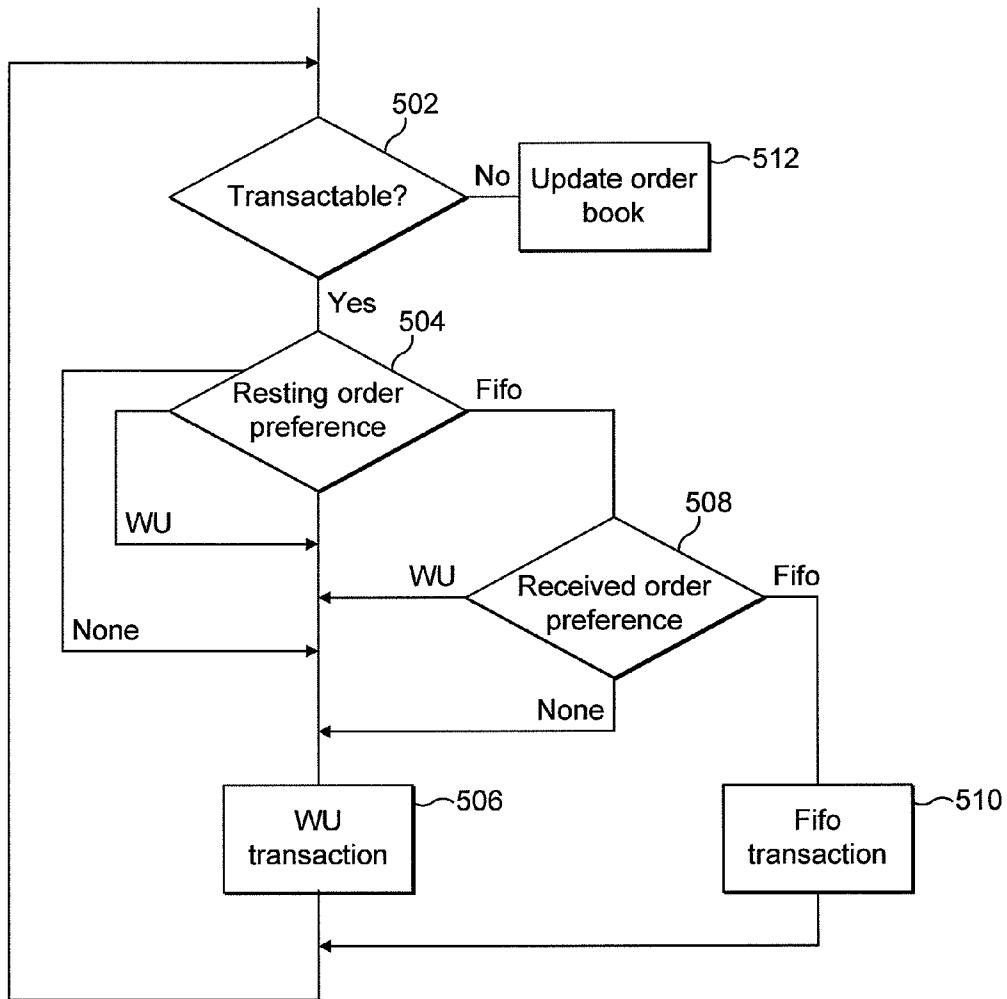 502
Transactable?
No
Update order
book
512
Yes
504
Resting order
preference
Fifo
WU
508
WU
Received order
preference
Fifo
None
None
506
WU
transaction
510
Fifo
transaction